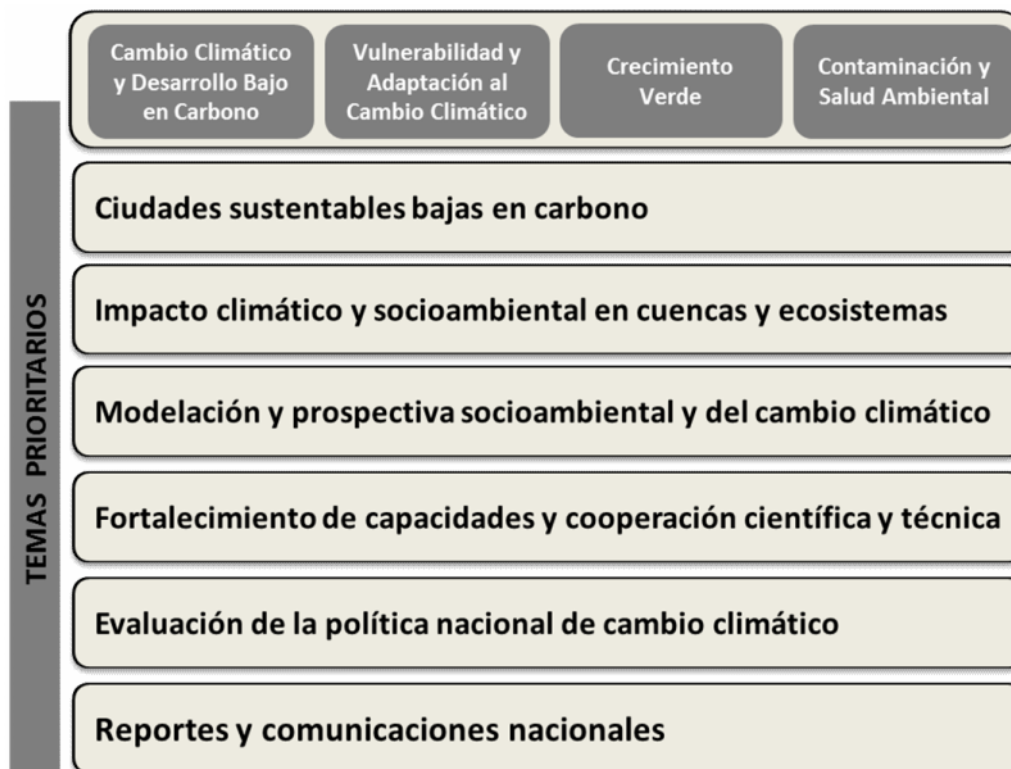 Cambio Climático
y Desarrollo Bajo
en Carbono
Vulnerabilidad y
Adaptación al
Cambio Climático
Crecimiento
Verde
Contaminación y
Salud Ambiental
TEMAS PRIORITARIOS
Ciudades sustentables bajas en carbono
Impacto climático y socioambiental en cuencas y ecosistemas
Modelación y prospectiva socioambiental y del cambio climático
Fortalecimiento de capacidades y cooperación científica y técnica
Evaluación de la política nacional de cambio climático
Reportes y comunicaciones nacionales